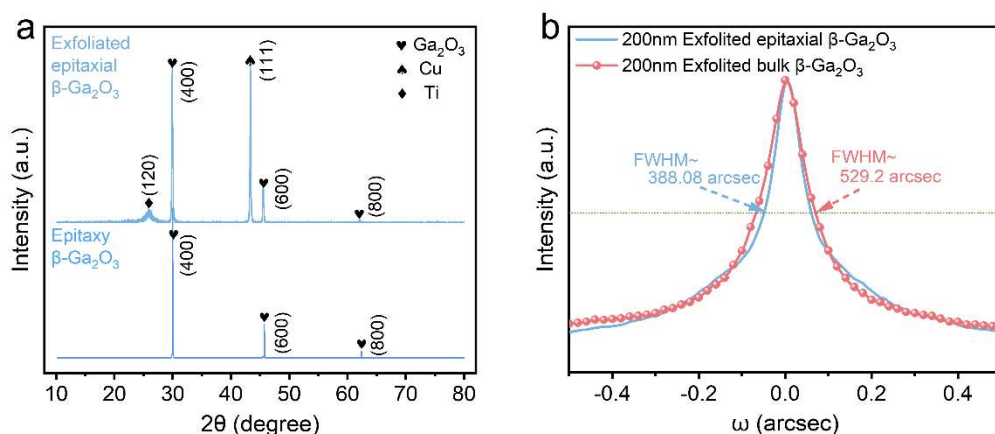 a
Exfoliated
epitaxial
β-Ga₂O₃
(120)
(400)
(111)
(600)
(800)
♥ Ga₂O₃
♠ Cu
♦ Ti
Epitaxy
β-Ga₂O₃
(400)
(600)
(800)
Intensity (a.u.)
10 20 30 40 50 60 70 80
2θ (degree)
b
200nm Exfolited epitaxial β-Ga₂O₃
200nm Exfolited bulk β-Ga₂O₃
FWHM~
388.08 arcsec
FWHM~
529.2 arcsec
Intensity (a.u.)
-0.4 -0.2 0.0 0.2 0.4
ω (arcsec)